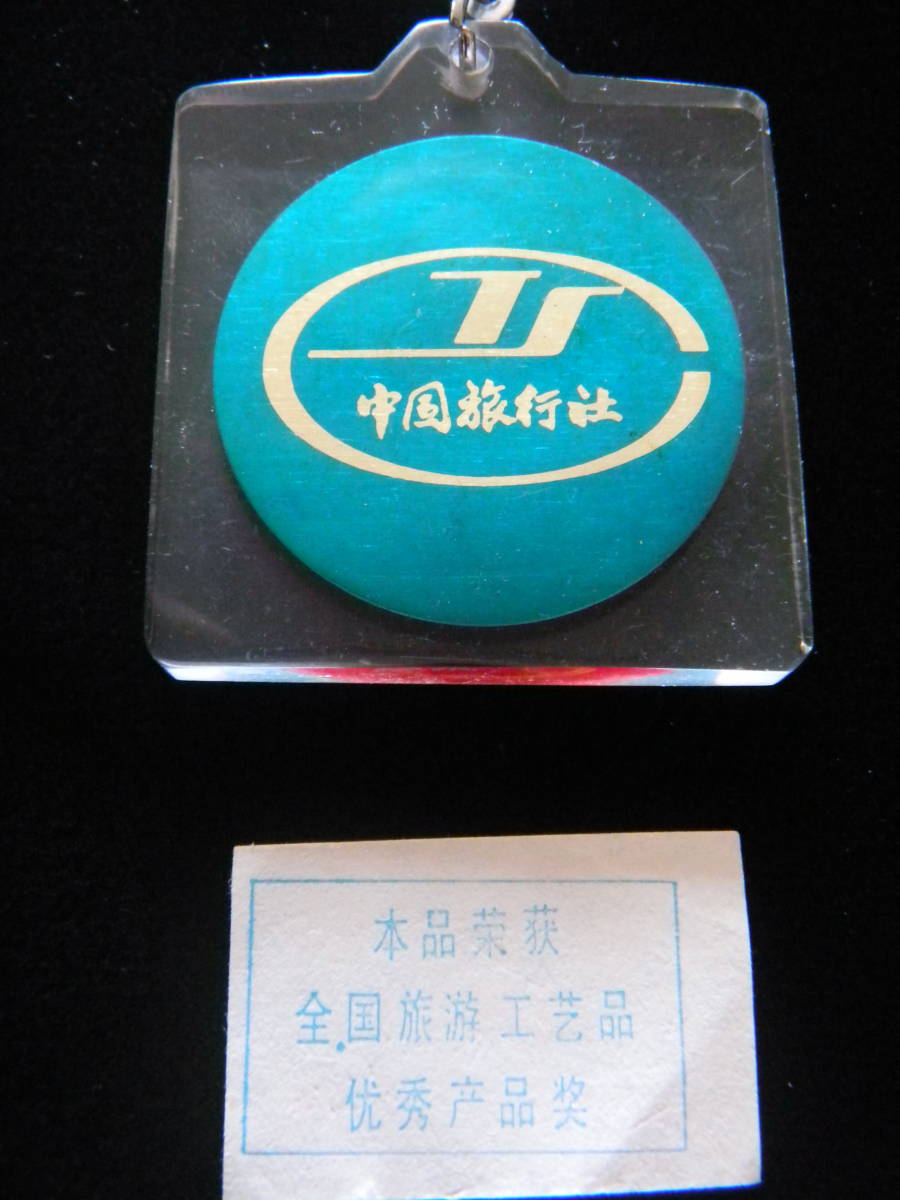 TS
中国旅行社
本品荣获
全国旅游工艺品
优秀产品奖